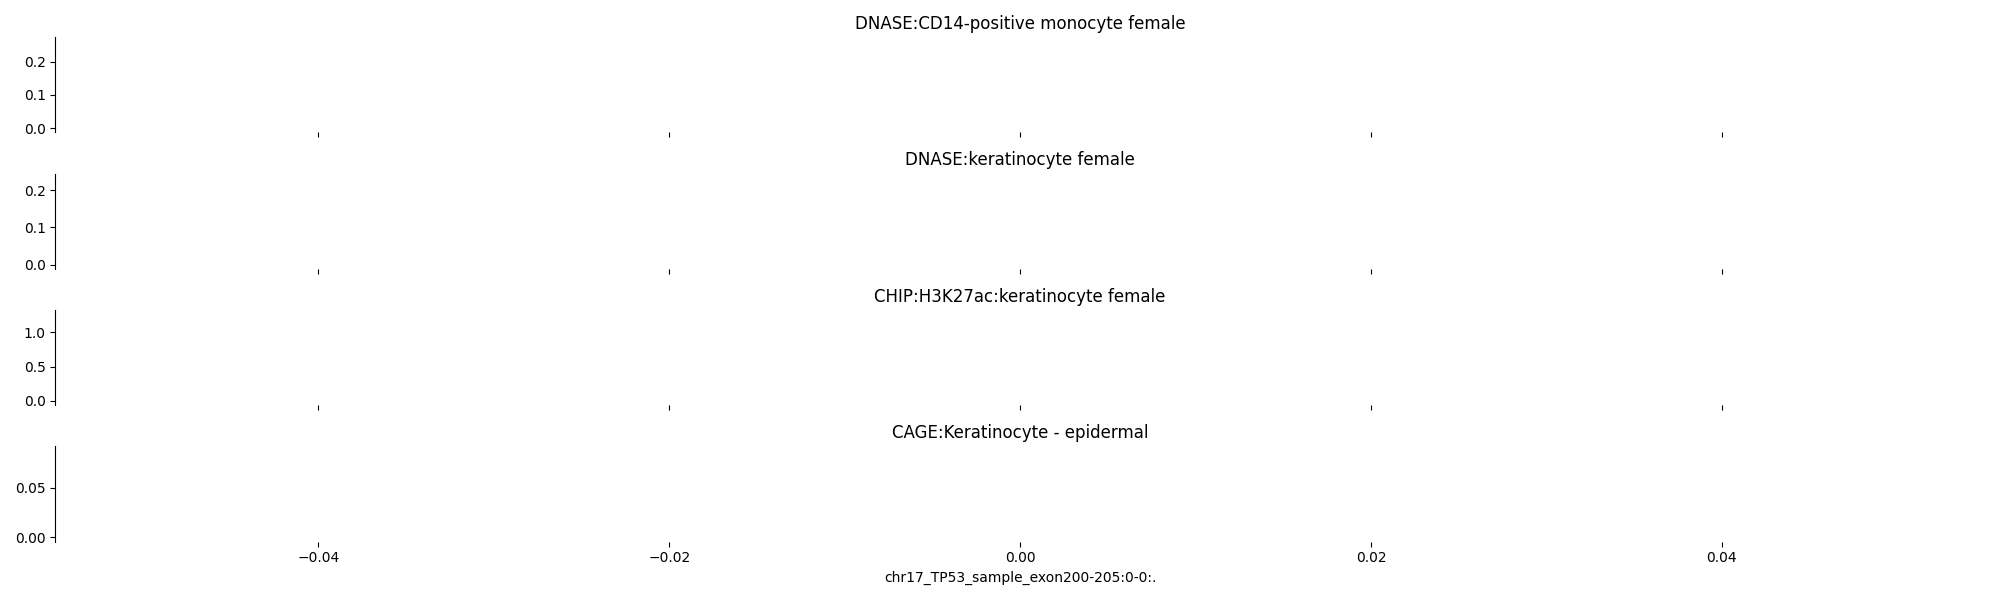 DNASE:CD14-positive monocyte female
0.2
0.1
0.0
DNASE:keratinocyte female
0.2
0.1
0.0
CHIP:H3K27ac:keratinocyte female
1.0
0.5
0.0
CAGE:Keratinocyte - epidermal
0.05
0.00
−0.04 −0.02 0.00 0.02 0.04
chr17_TP53_sample_exon200-205:0-0:.